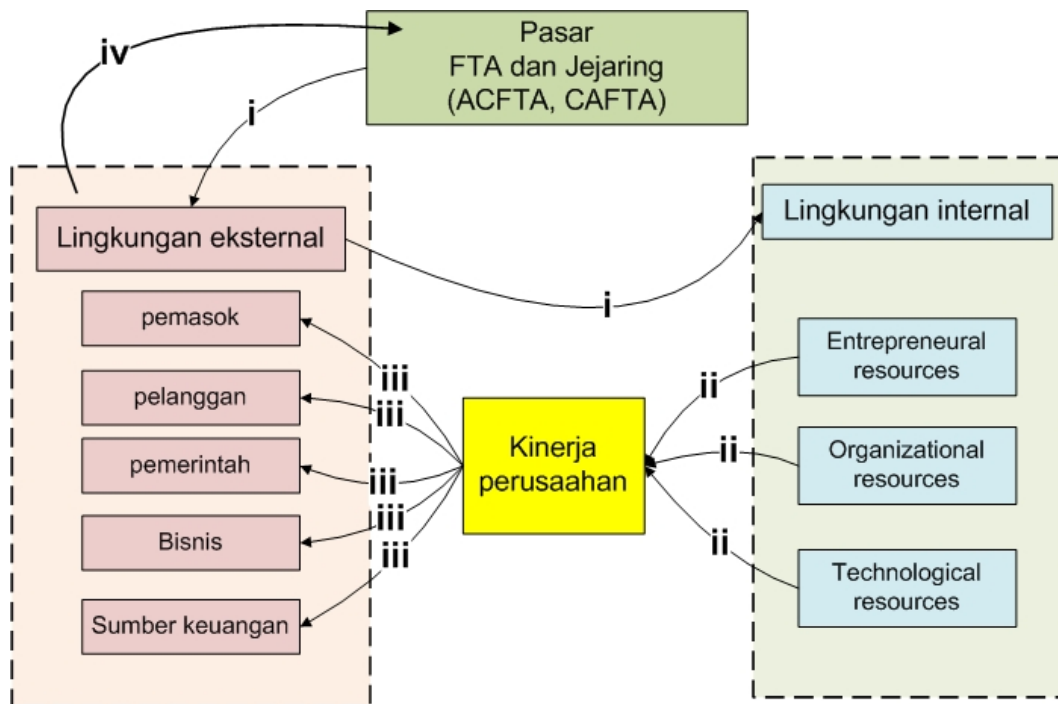 iv
Pasar
FTA dan Jejaring
(ACFTA, CAFTA)
i
Lingkungan eksternal
Lingkungan internal
i
pemasok
pelanggan
pemerintah
Bisnis
Sumber keuangan
iii
iii
iii
iii
iii
Kinerja
perusaahan
ii
ii
ii
Entrepreneural
resources
Organizational
resources
Technological
resources